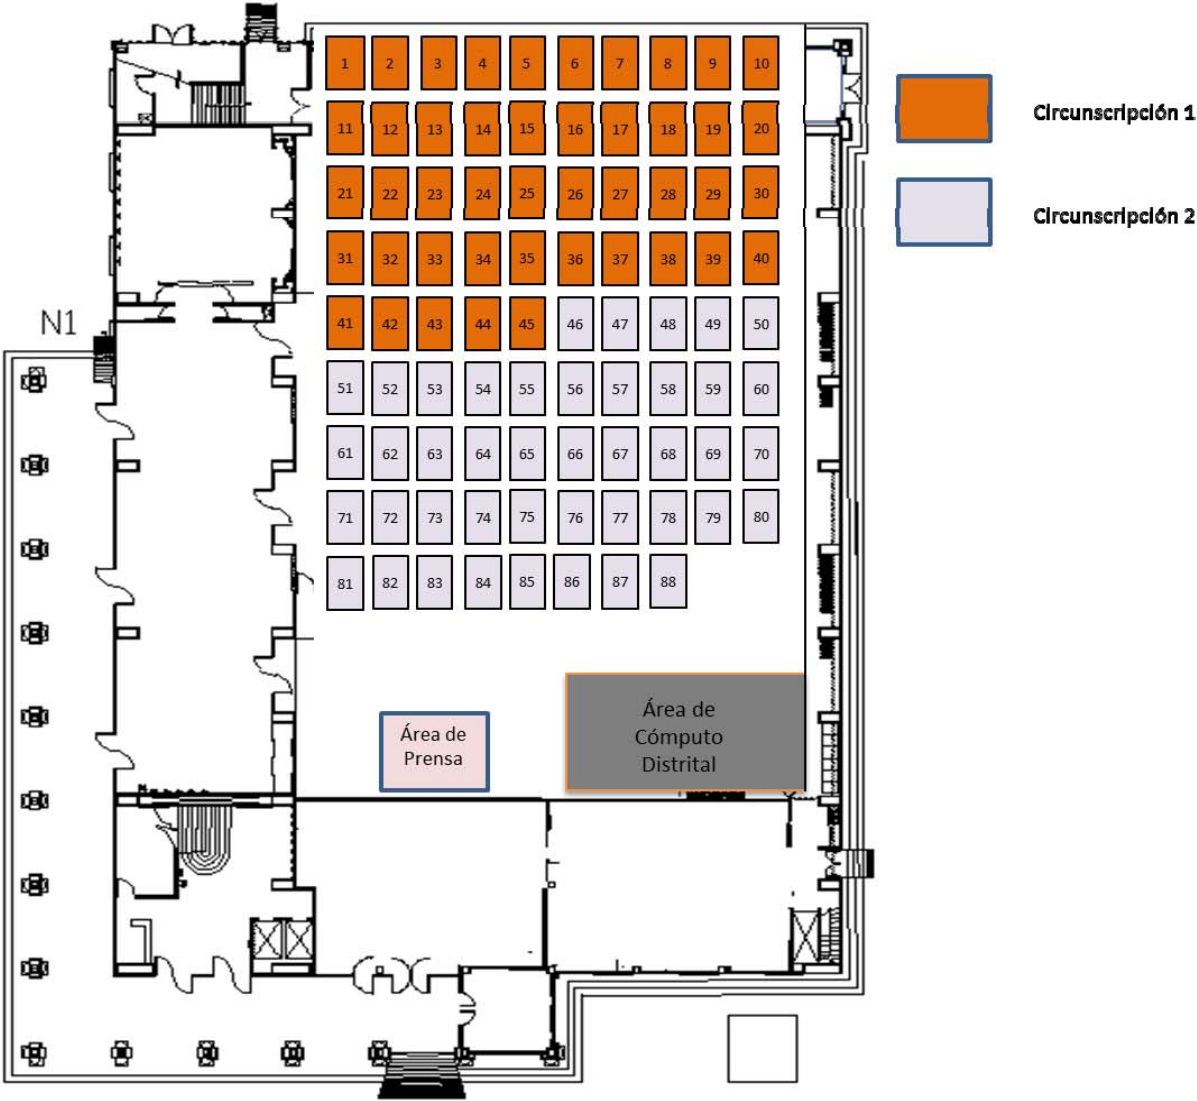 1 2 3 4 5 6 7 8 9 10
Circunscripción 1
11 12 13 14 15 16 17 18 19 20
21 22 23 24 25 26 27 28 29 30
Circunscripción 2
31 32 33 34 35 36 37 38 39 40
N1
41 42 43 44 45 46 47 48 49 50
51 52 53 54 55 56 57 58 59 60
61 62 63 64 65 66 67 68 69 70
71 72 73 74 75 76 77 78 79 80
81 82 83 84 85 86 87 88
Área de
Prensa
Área de
Cómputo
Distrital